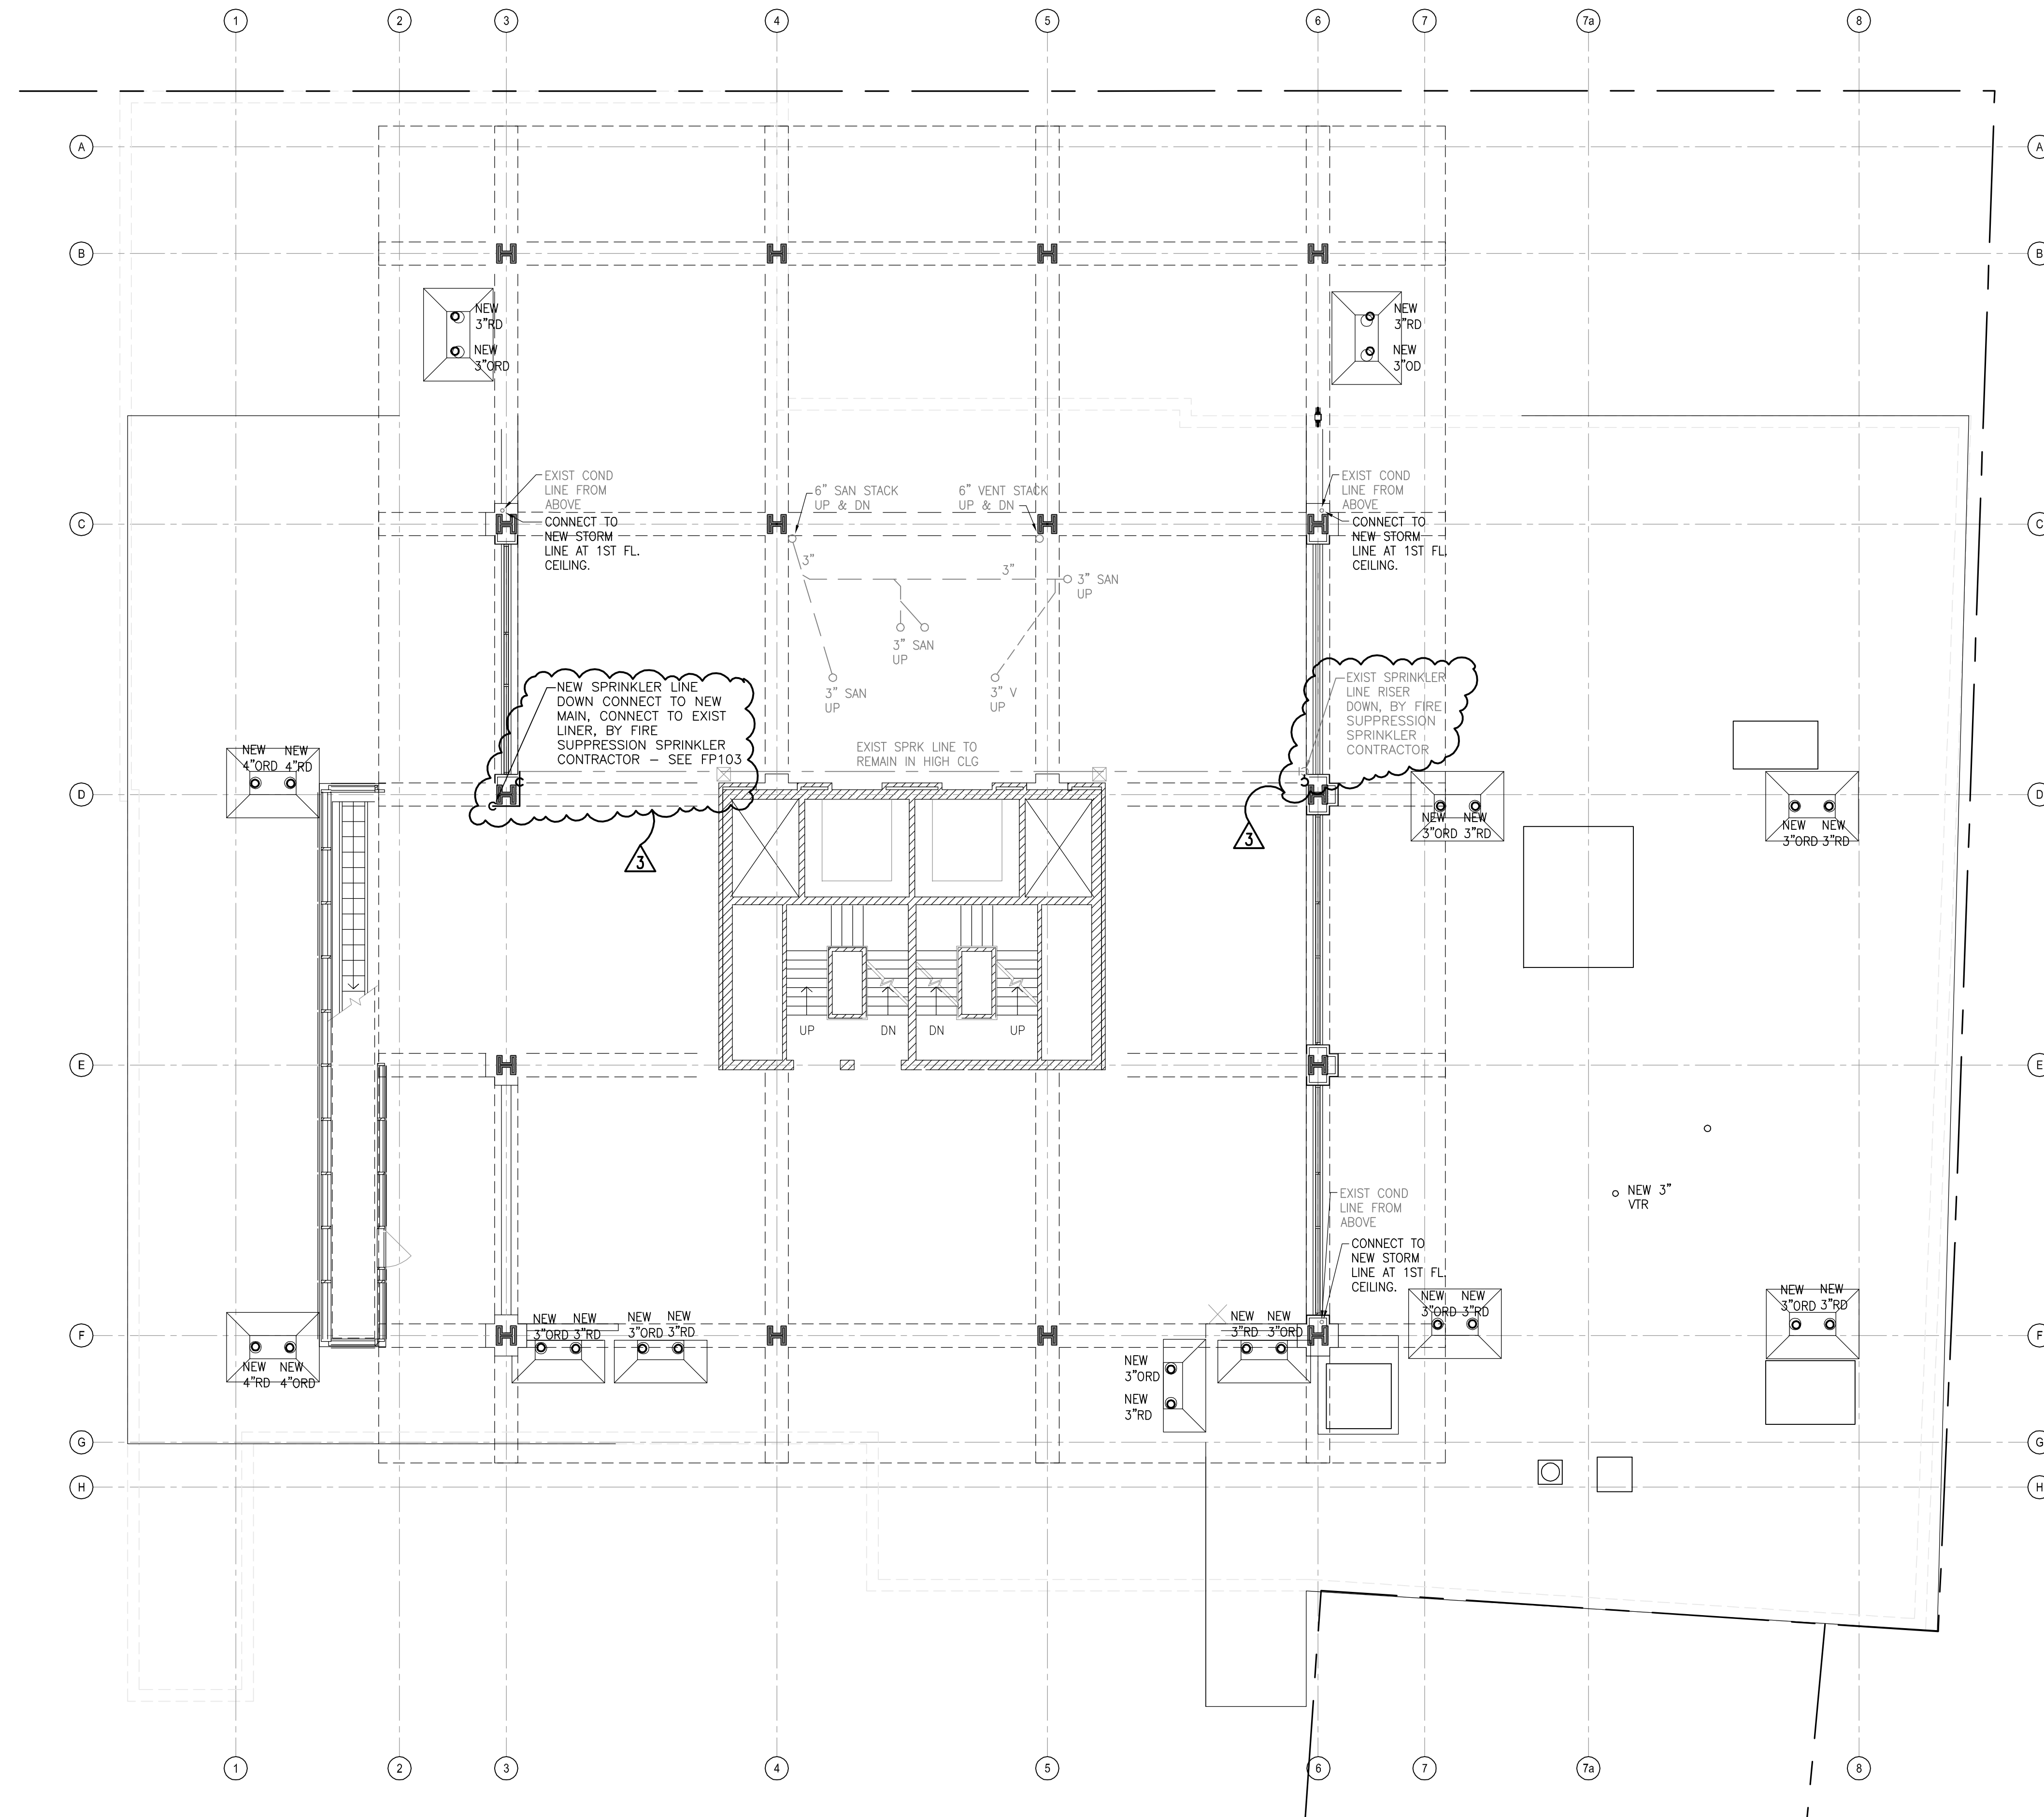 1 2 3 4 5 6 7 7a 8
A A
B B
NEW
3"RD
NEW
3"ORD
NEW
3"RD
NEW
3"OD
EXIST COND
LINE FROM
ABOVE
CONNECT TO
NEW STORM
LINE AT 1ST FL.
CEILING.
6" SAN STACK
UP & DN
6" VENT STACK
UP & DN
EXIST COND
LINE FROM
ABOVE
CONNECT TO
NEW STORM
LINE AT 1ST FL.
CEILING.
C C
3"
3"
3" SAN
UP
3" SAN
UP
3" SAN
UP
3" V
UP
NEW SPRINKLER LINE
DOWN CONNECT TO NEW
MAIN, CONNECT TO EXIST
LINER, BY FIRE
SUPPRESSION SPRINKLER
CONTRACTOR – SEE FP103
3
EXIST SPRK LINE TO
REMAIN IN HIGH CLG
EXIST SPRINKLER
LINE RISER
DOWN, BY FIRE
SUPPRESSION
SPRINKLER
CONTRACTOR
3
NEW NEW
4"ORD 4"RD
D D
NEW NEW
3"ORD 3"RD
NEW NEW
3"ORD 3"RD
UP DN DN UP
E E
NEW 3"
VTR
EXIST COND
LINE FROM
ABOVE
CONNECT TO
NEW STORM
LINE AT 1ST FL.
CEILING.
NEW NEW
3"ORD 3"RD
NEW NEW
3"ORD 3"RD
NEW NEW
3"RD 3"ORD
NEW NEW
3"ORD 3"RD
NEW NEW
3"ORD 3"RD
F F
NEW NEW
4"RD 4"ORD
NEW
3"ORD
NEW
3"RD
G G
H H
1 2 3 4 5 6 7 7a 8